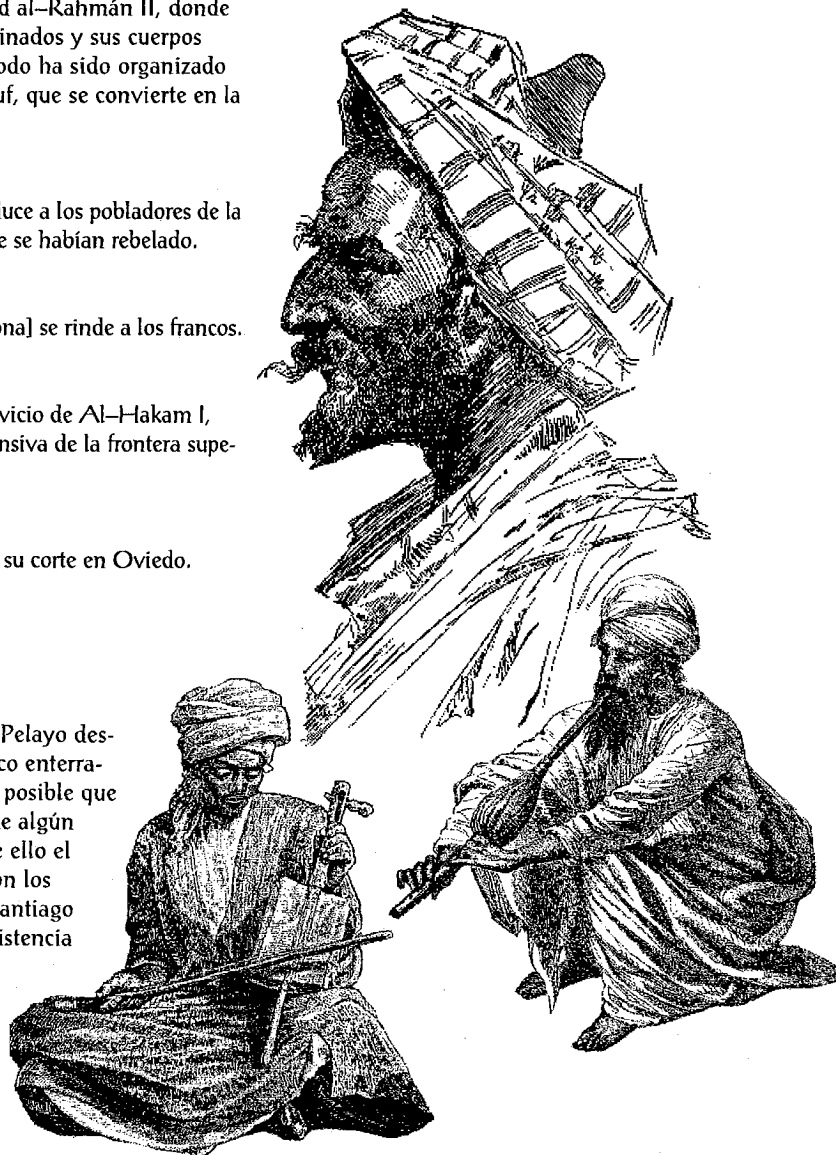 d al–Rahmán II, donde
inados y sus cuerpos
odo ha sido organizado
uf, que se convierte en la
luce a los pobladores de la
e se habían rebelado.
ona] se rinde a los francos.
vicio de Al–Hakam I,
nsiva de la frontera supe-
su corte en Oviedo.
Pelayo des-
co enterra-
posible que
e algún
e ello el
on los
antiago
istencia